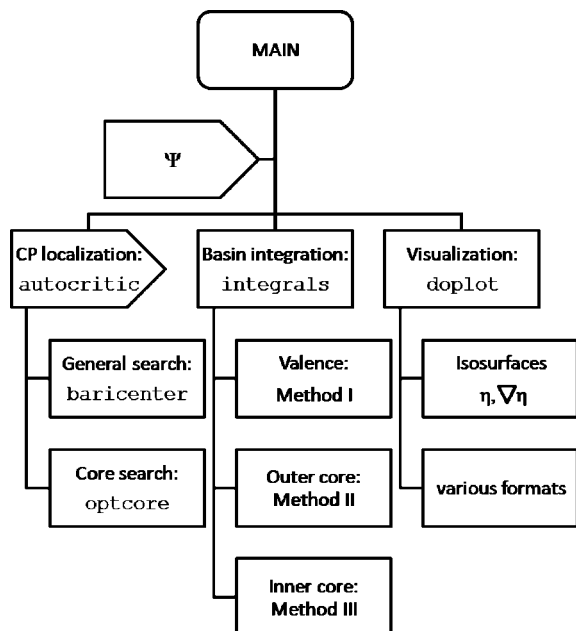 MAIN
Ψ
CP localization:
autocritic
Basin integration:
integrals
Visualization:
doplot
General search:
baricenter
Core search:
optcore
Valence:
Method I
Outer core:
Method II
Inner core:
Method III
Isosurfaces
η, ∇η
various formats